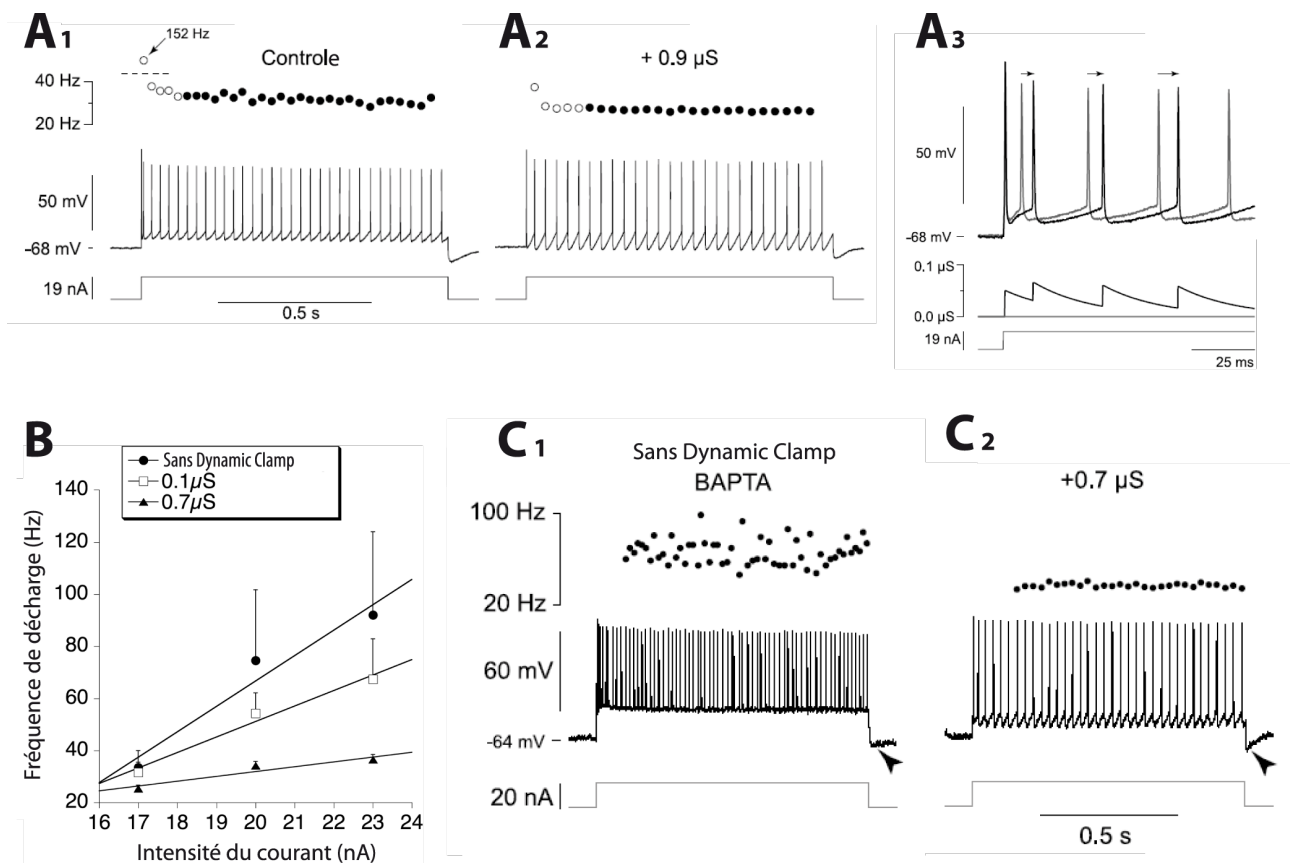 A1
152 Hz
Controle
40 Hz
20 Hz
50 mV
-68 mV
19 nA
0.5 s
A2
+ 0.9 µS
A3
50 mV
-68 mV
0.1 µS
0.0 µS
19 nA
25 ms
B
Sans Dynamic Clamp
0.1µS
0.7µS
Fréquence de décharge (Hz)
140
120
100
80
60
40
20
16 17 18 19 20 21 22 23 24
Intensité du courant (nA)
C1
Sans Dynamic Clamp
BAPTA
100 Hz
20 Hz
60 mV
-64 mV
20 nA
C2
+0.7 µS
0.5 s